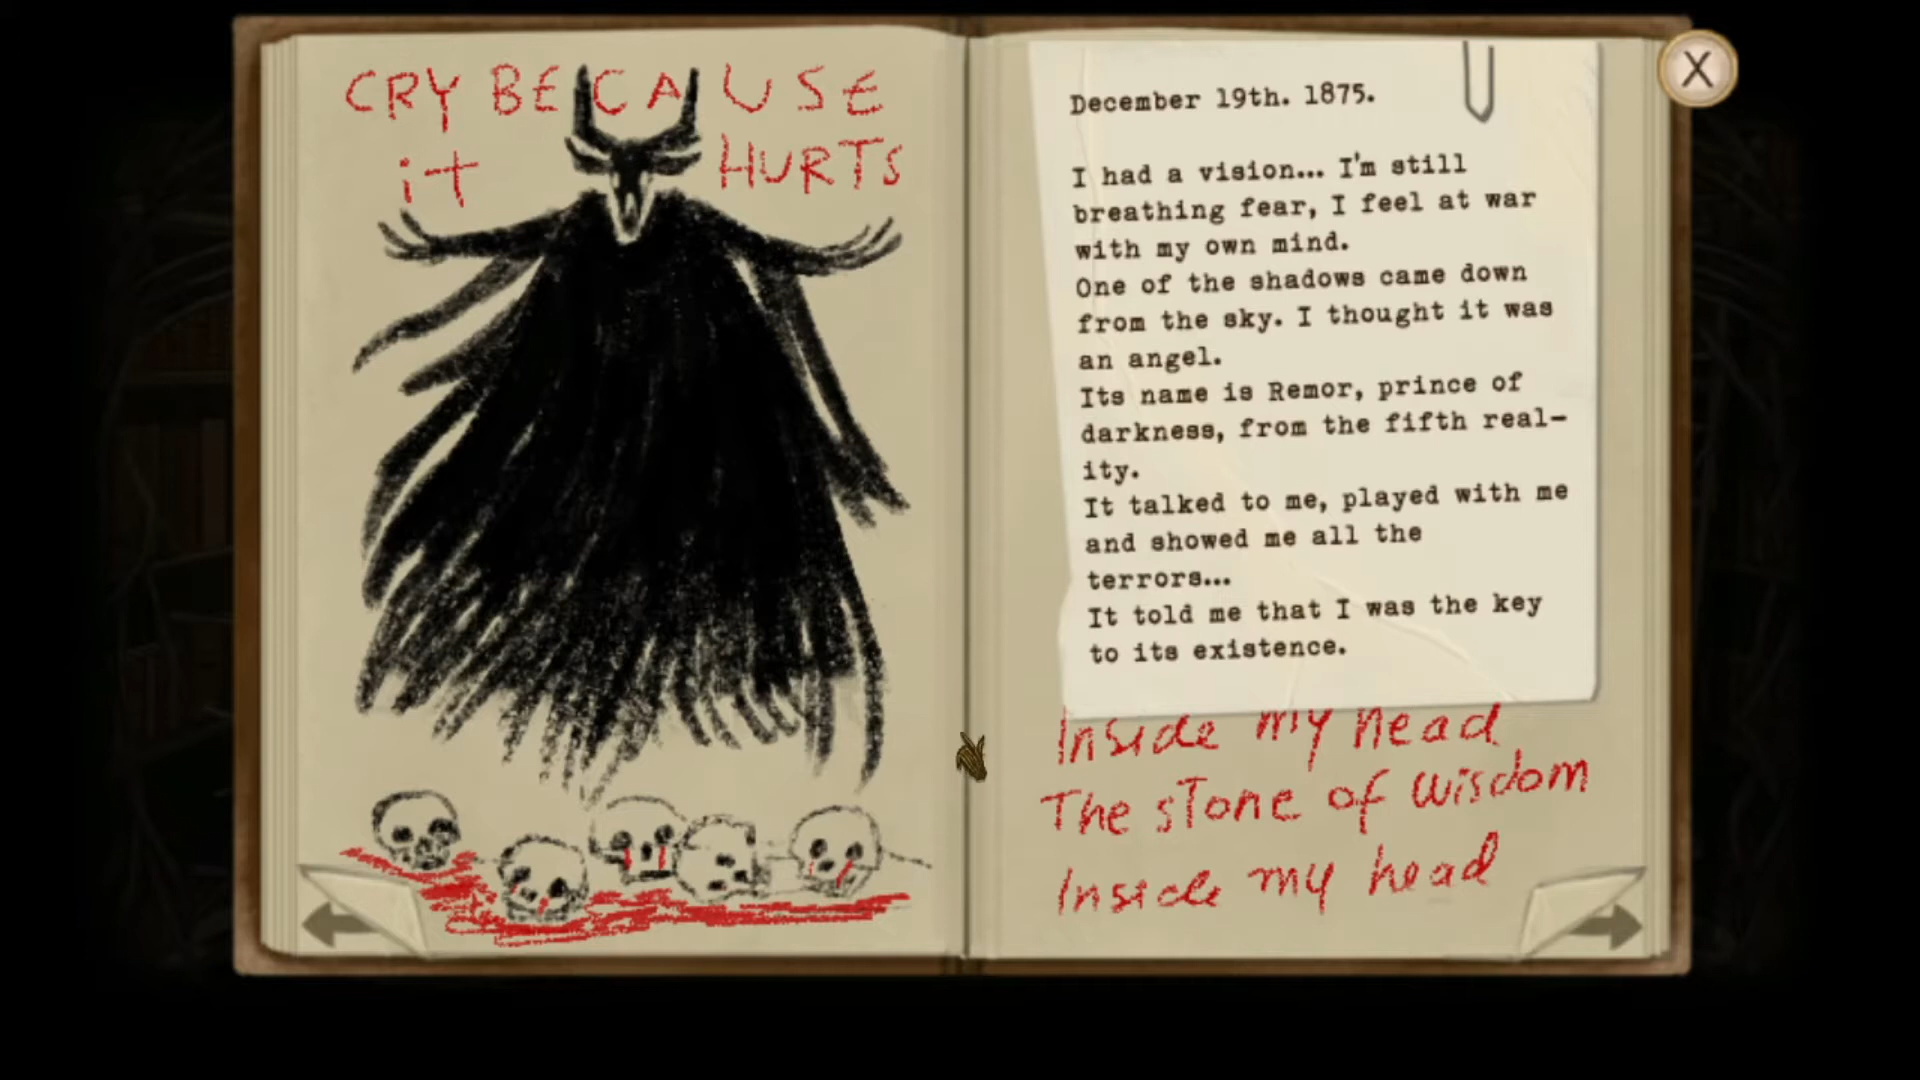 CRY BECAUSE
it HURTS
December 19th. 1875.
I had a vision... I'm still
breathing fear, I feel at war
with my own mind.
One of the shadows came down
from the sky. I thought it was
an angel.
Its name is Remor, prince of
darkness, from the fifth real-
ity.
It talked to me, played with me
and showed me all the
terrors...
It told me that I was the key
to its existence.
Inside my head
The stone of wisdom
Inside my head
X